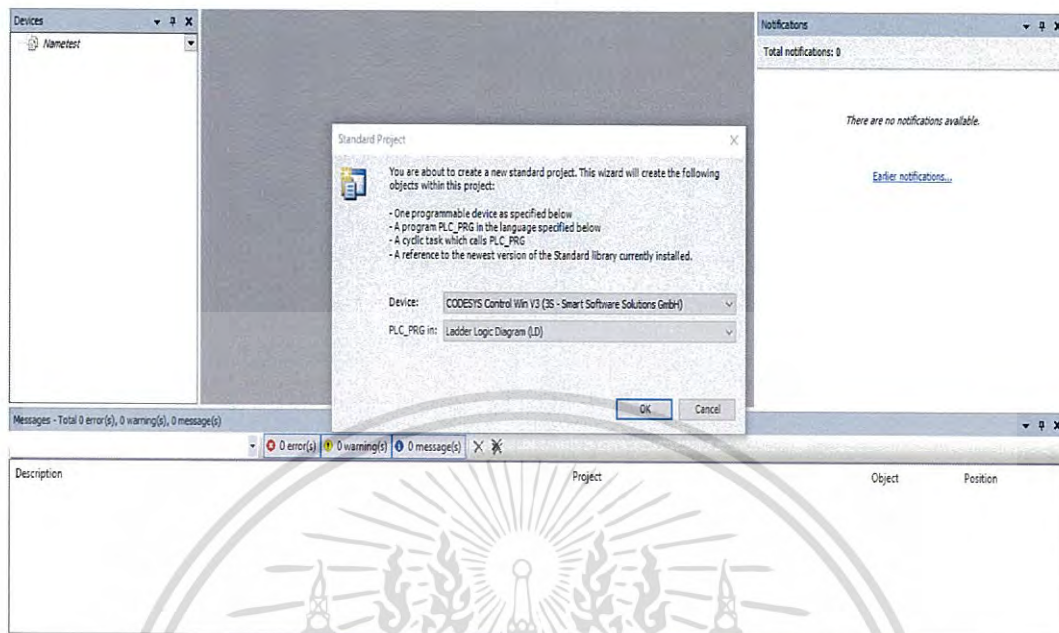 Devices
Nametest
Notifications
Total notifications: 0
There are no notifications available.
Earlier notifications...
Standard Project
You are about to create a new standard project. This wizard will create the following
objects within this project:
- One programmable device as specified below
- A program PLC_PRG in the language specified below
- A cyclic task which calls PLC_PRG
- A reference to the newest version of the Standard library currently installed.
Device: CODESYS Control Win V3 (3S - Smart Software Solutions GmbH)
PLC_PRG in: Ladder Logic Diagram (LD)
OK Cancel
Messages - Total 0 error(s), 0 warning(s), 0 message(s)
0 error(s) 0 warning(s) 0 message(s)
Description Project Object Position